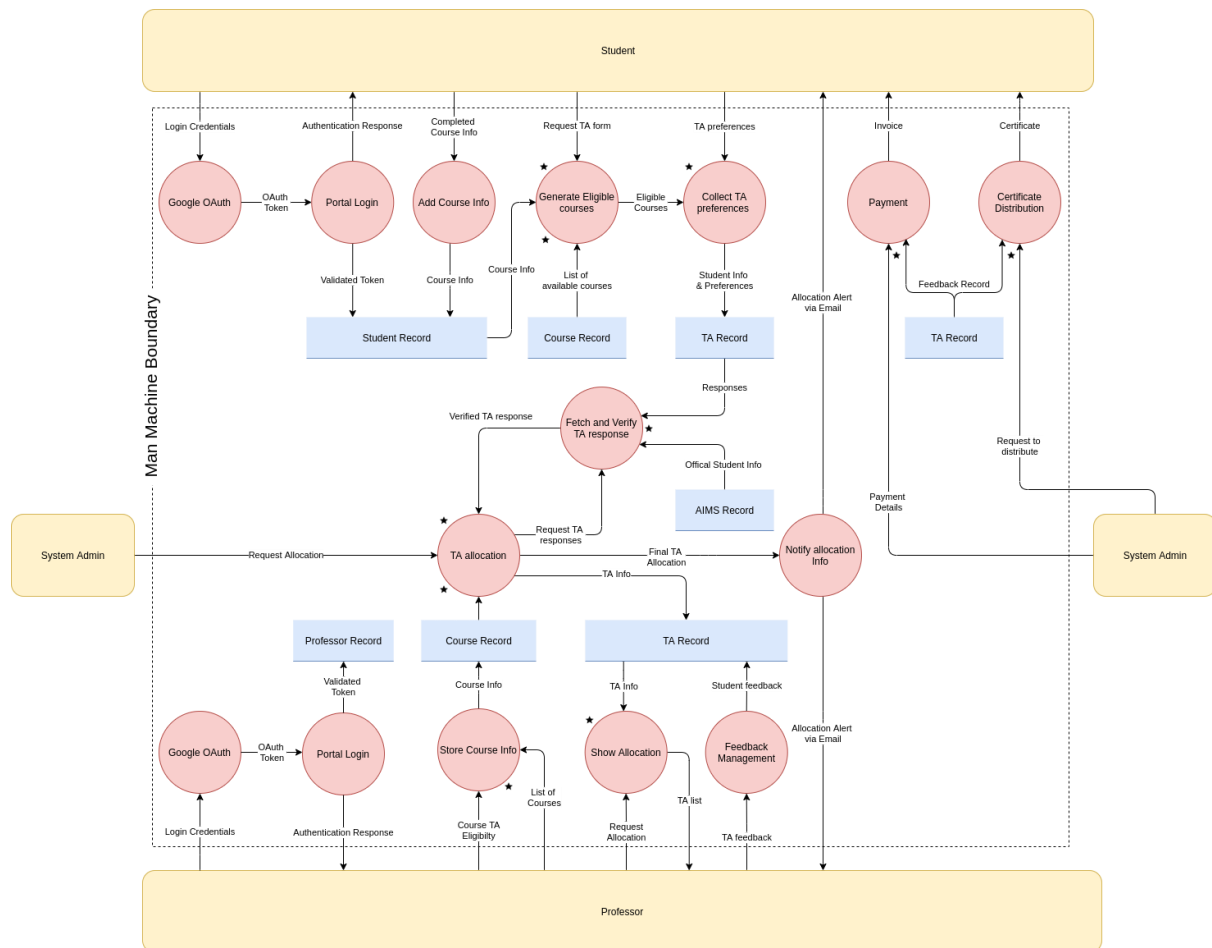 Student
Login Credentials
Authentication Response
Completed
Course Info
Request TA form
TA preferences
Invoice
Certificate
Google OAuth
OAuth
Token
Portal Login
Add Course Info
Generate Eligible
courses
Eligible
Courses
Collect TA
preferences
Payment
Certificate
Distribution
Validated Token
Course Info
Course Info
List of
available courses
Student Info
& Preferences
Allocation Alert
via Email
Feedback Record
Man Machine Boundary
Student Record
Course Record
TA Record
TA Record
Responses
Verified TA response
Fetch and Verify
TA response
Offical Student Info
Request to
distribute
AIMS Record
Payment
Details
System Admin
Request Allocation
TA allocation
Request TA
responses
Final TA
Allocation
TA Info
Notify allocation
Info
System Admin
Professor Record
Course Record
TA Record
Validated
Token
Course Info
TA Info
Student feedback
Google OAuth
OAuth
Token
Portal Login
Store Course Info
Show Allocation
Feedback
Management
Allocation Alert
via Email
List of
Courses
TA list
Login Credentials
Authentication Response
Course TA
Eligibilty
Request
Allocation
TA feedback
Professor